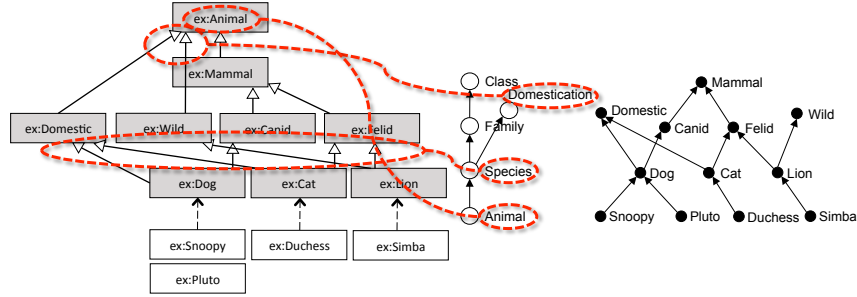 ex:Animal
ex:Mammal
ex:Domestic
ex:Wild
ex:Canid
ex:Felid
ex:Dog
ex:Cat
ex:Lion
ex:Snoopy
ex:Duchess
ex:Simba
ex:Pluto
Class
Domestication
Family
Species
Animal
Mammal
Domestic
Wild
Canid
Felid
Dog
Cat
Lion
Snoopy
Pluto
Duchess
Simba